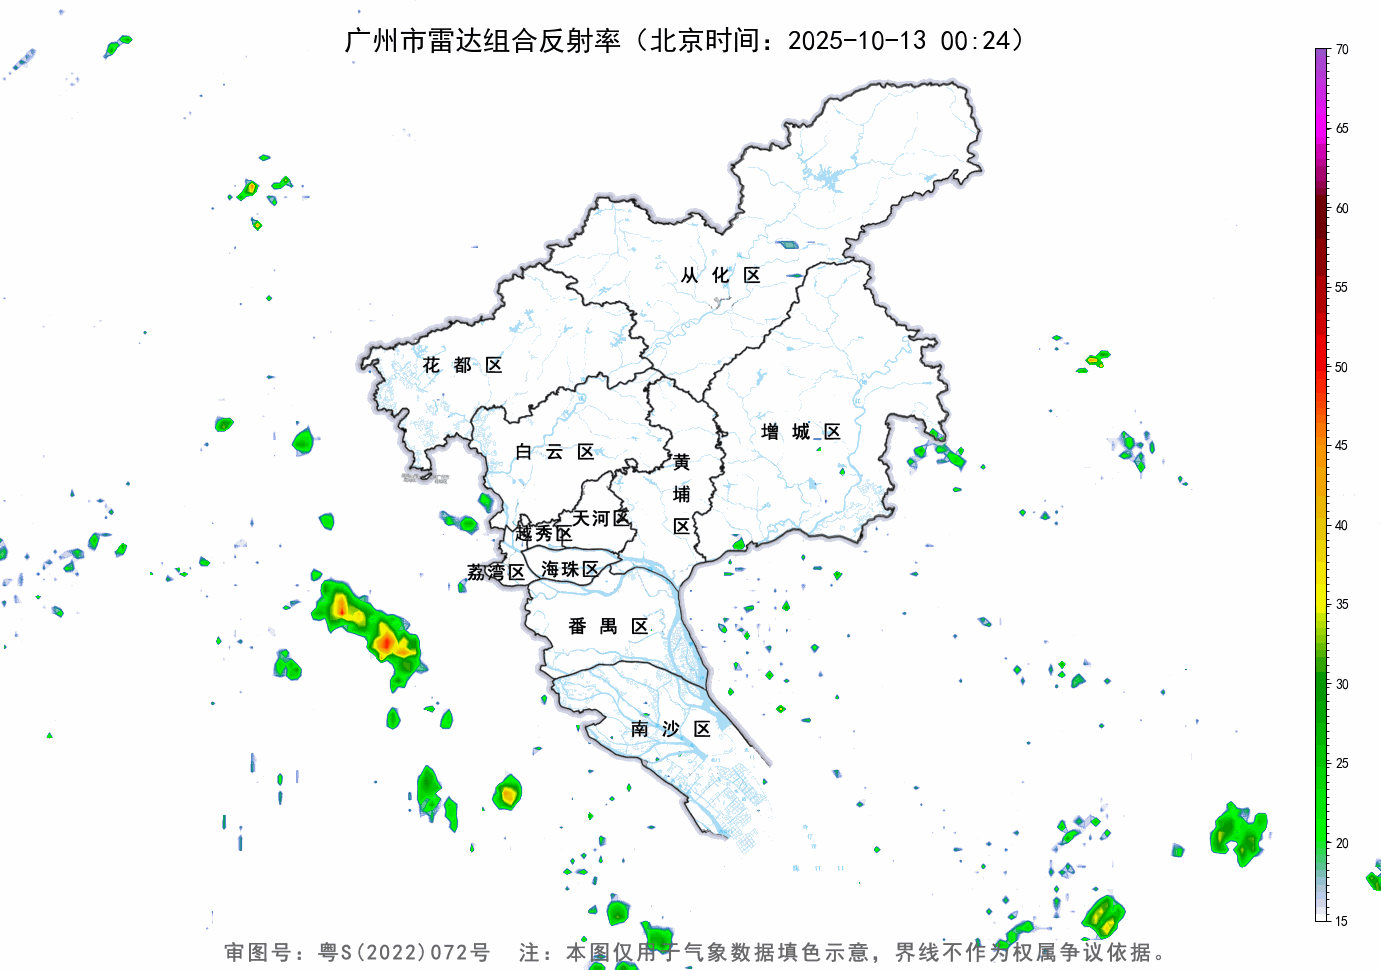 广州市雷达组合反射率（北京时间：2025-10-13 00:24）
70
65
60
55
50
45
40
35
30
25
20
15
从化区
花都区
增城区
白云区
黄埔区
天河区
越秀区
荔湾区
海珠区
番禺区
南沙区
审图号：粤S(2022)072号 注：本图仅用于气象数据填色示意，界线不作为权属争议依据。